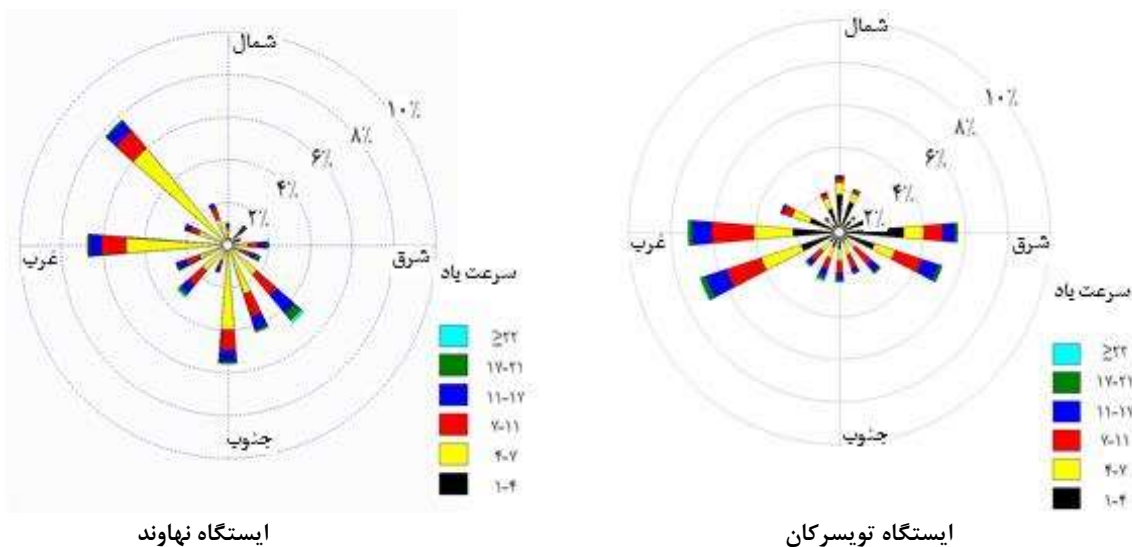 شمال
۱۰٪
۸٪
۶٪
۴٪
۲٪
غرب
شرق
جنوب
سرعت یاد
≥۲۲
۱۷-۲۱
۱۱-۱۷
۷-۱۱
۴-۷
۱-۴
ایستگاه نهاوند
شمال
۱۰٪
۸٪
۶٪
۴٪
۲٪
غرب
شرق
جنوب
سرعت یاد
≥۲۲
۱۷-۲۱
۱۱-۱۷
۷-۱۱
۴-۷
۱-۴
ایستگاه تویسرکان